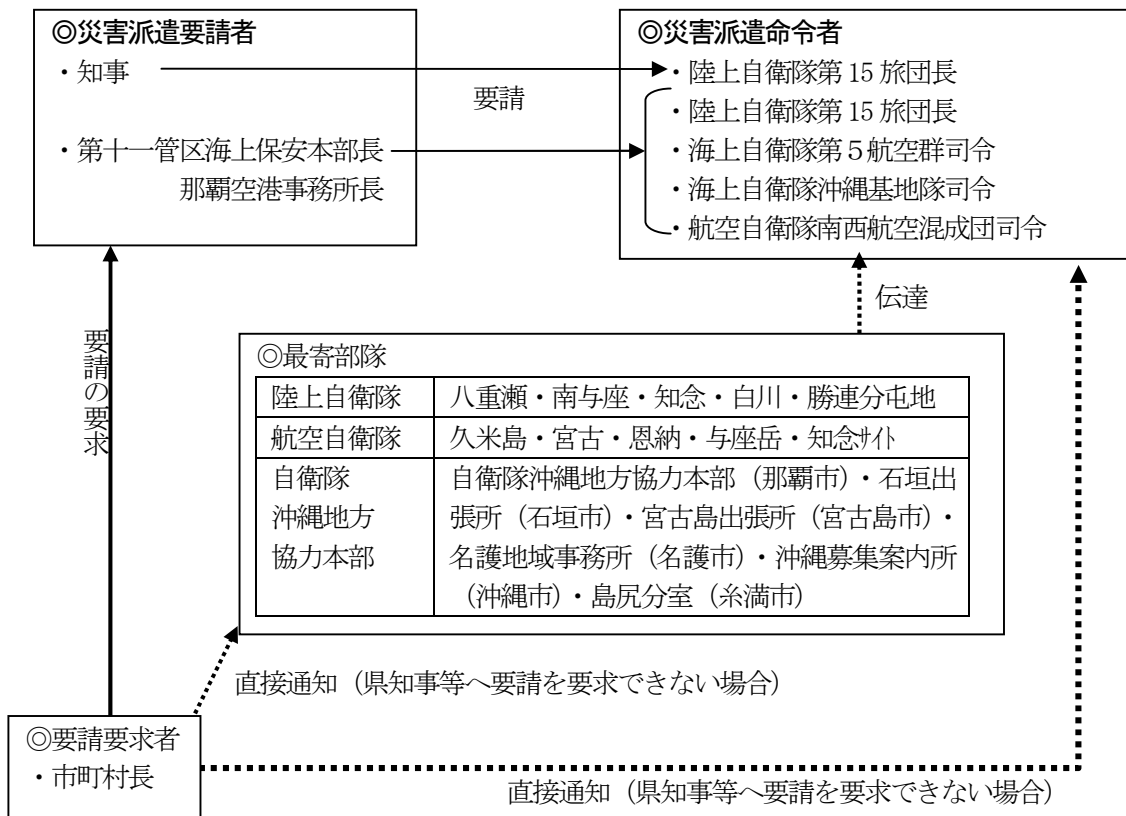 ◎災害派遣要請者
・知事
・第十一管区海上保安本部長
那覇空港事務所長
要請
◎災害派遣命令者
・陸上自衛隊第15旅団長
・陸上自衛隊第15旅団長
・海上自衛隊第５航空群司令
・海上自衛隊沖縄基地隊司令
・航空自衛隊南西航空混成団司令
伝達
要請の要求
◎最寄部隊
陸上自衛隊 八重瀬・南与座・知念・白川・勝連分屯地
航空自衛隊 久米島・宮古・恩納・与座岳・知念ｻｲﾄ
自衛隊 自衛隊沖縄地方協力本部（那覇市）・石垣出
沖縄地方 張所（石垣市）・宮古島出張所（宮古島市）・
協力本部 名護地域事務所（名護市）・沖縄募集案内所
（沖縄市）・島尻分室（糸満市）
直接通知（県知事等へ要請を要求できない場合）
◎要請要求者
・市町村長
直接通知（県知事等へ要請を要求できない場合）